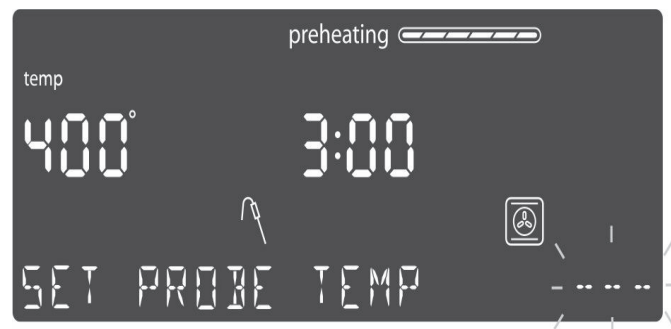 preheating
temp
400° 3:00
SET PROBE TEMP -- -- --